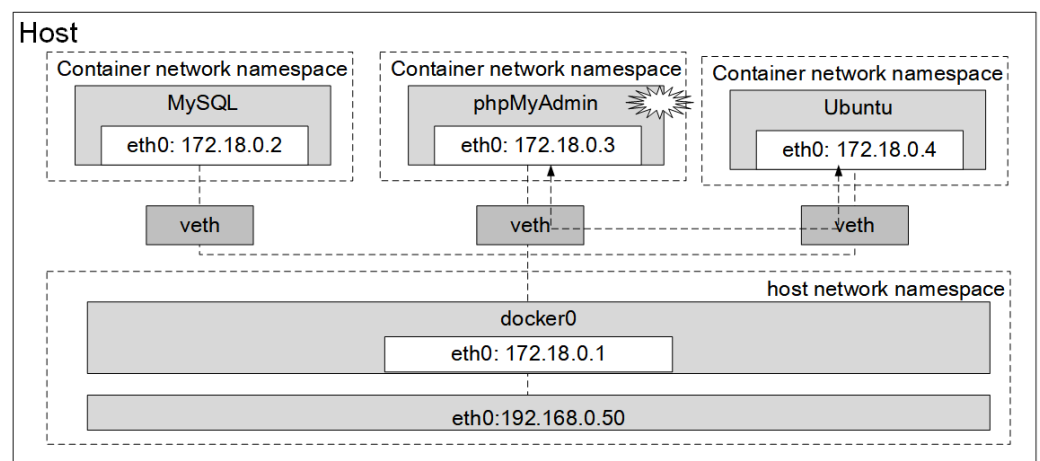 Host
Container network namespace
MySQL
eth0: 172.18.0.2
Container network namespace
phpMyAdmin
eth0: 172.18.0.3
Container network namespace
Ubuntu
eth0: 172.18.0.4
veth
veth
veth
host network namespace
docker0
eth0: 172.18.0.1
eth0:192.168.0.50